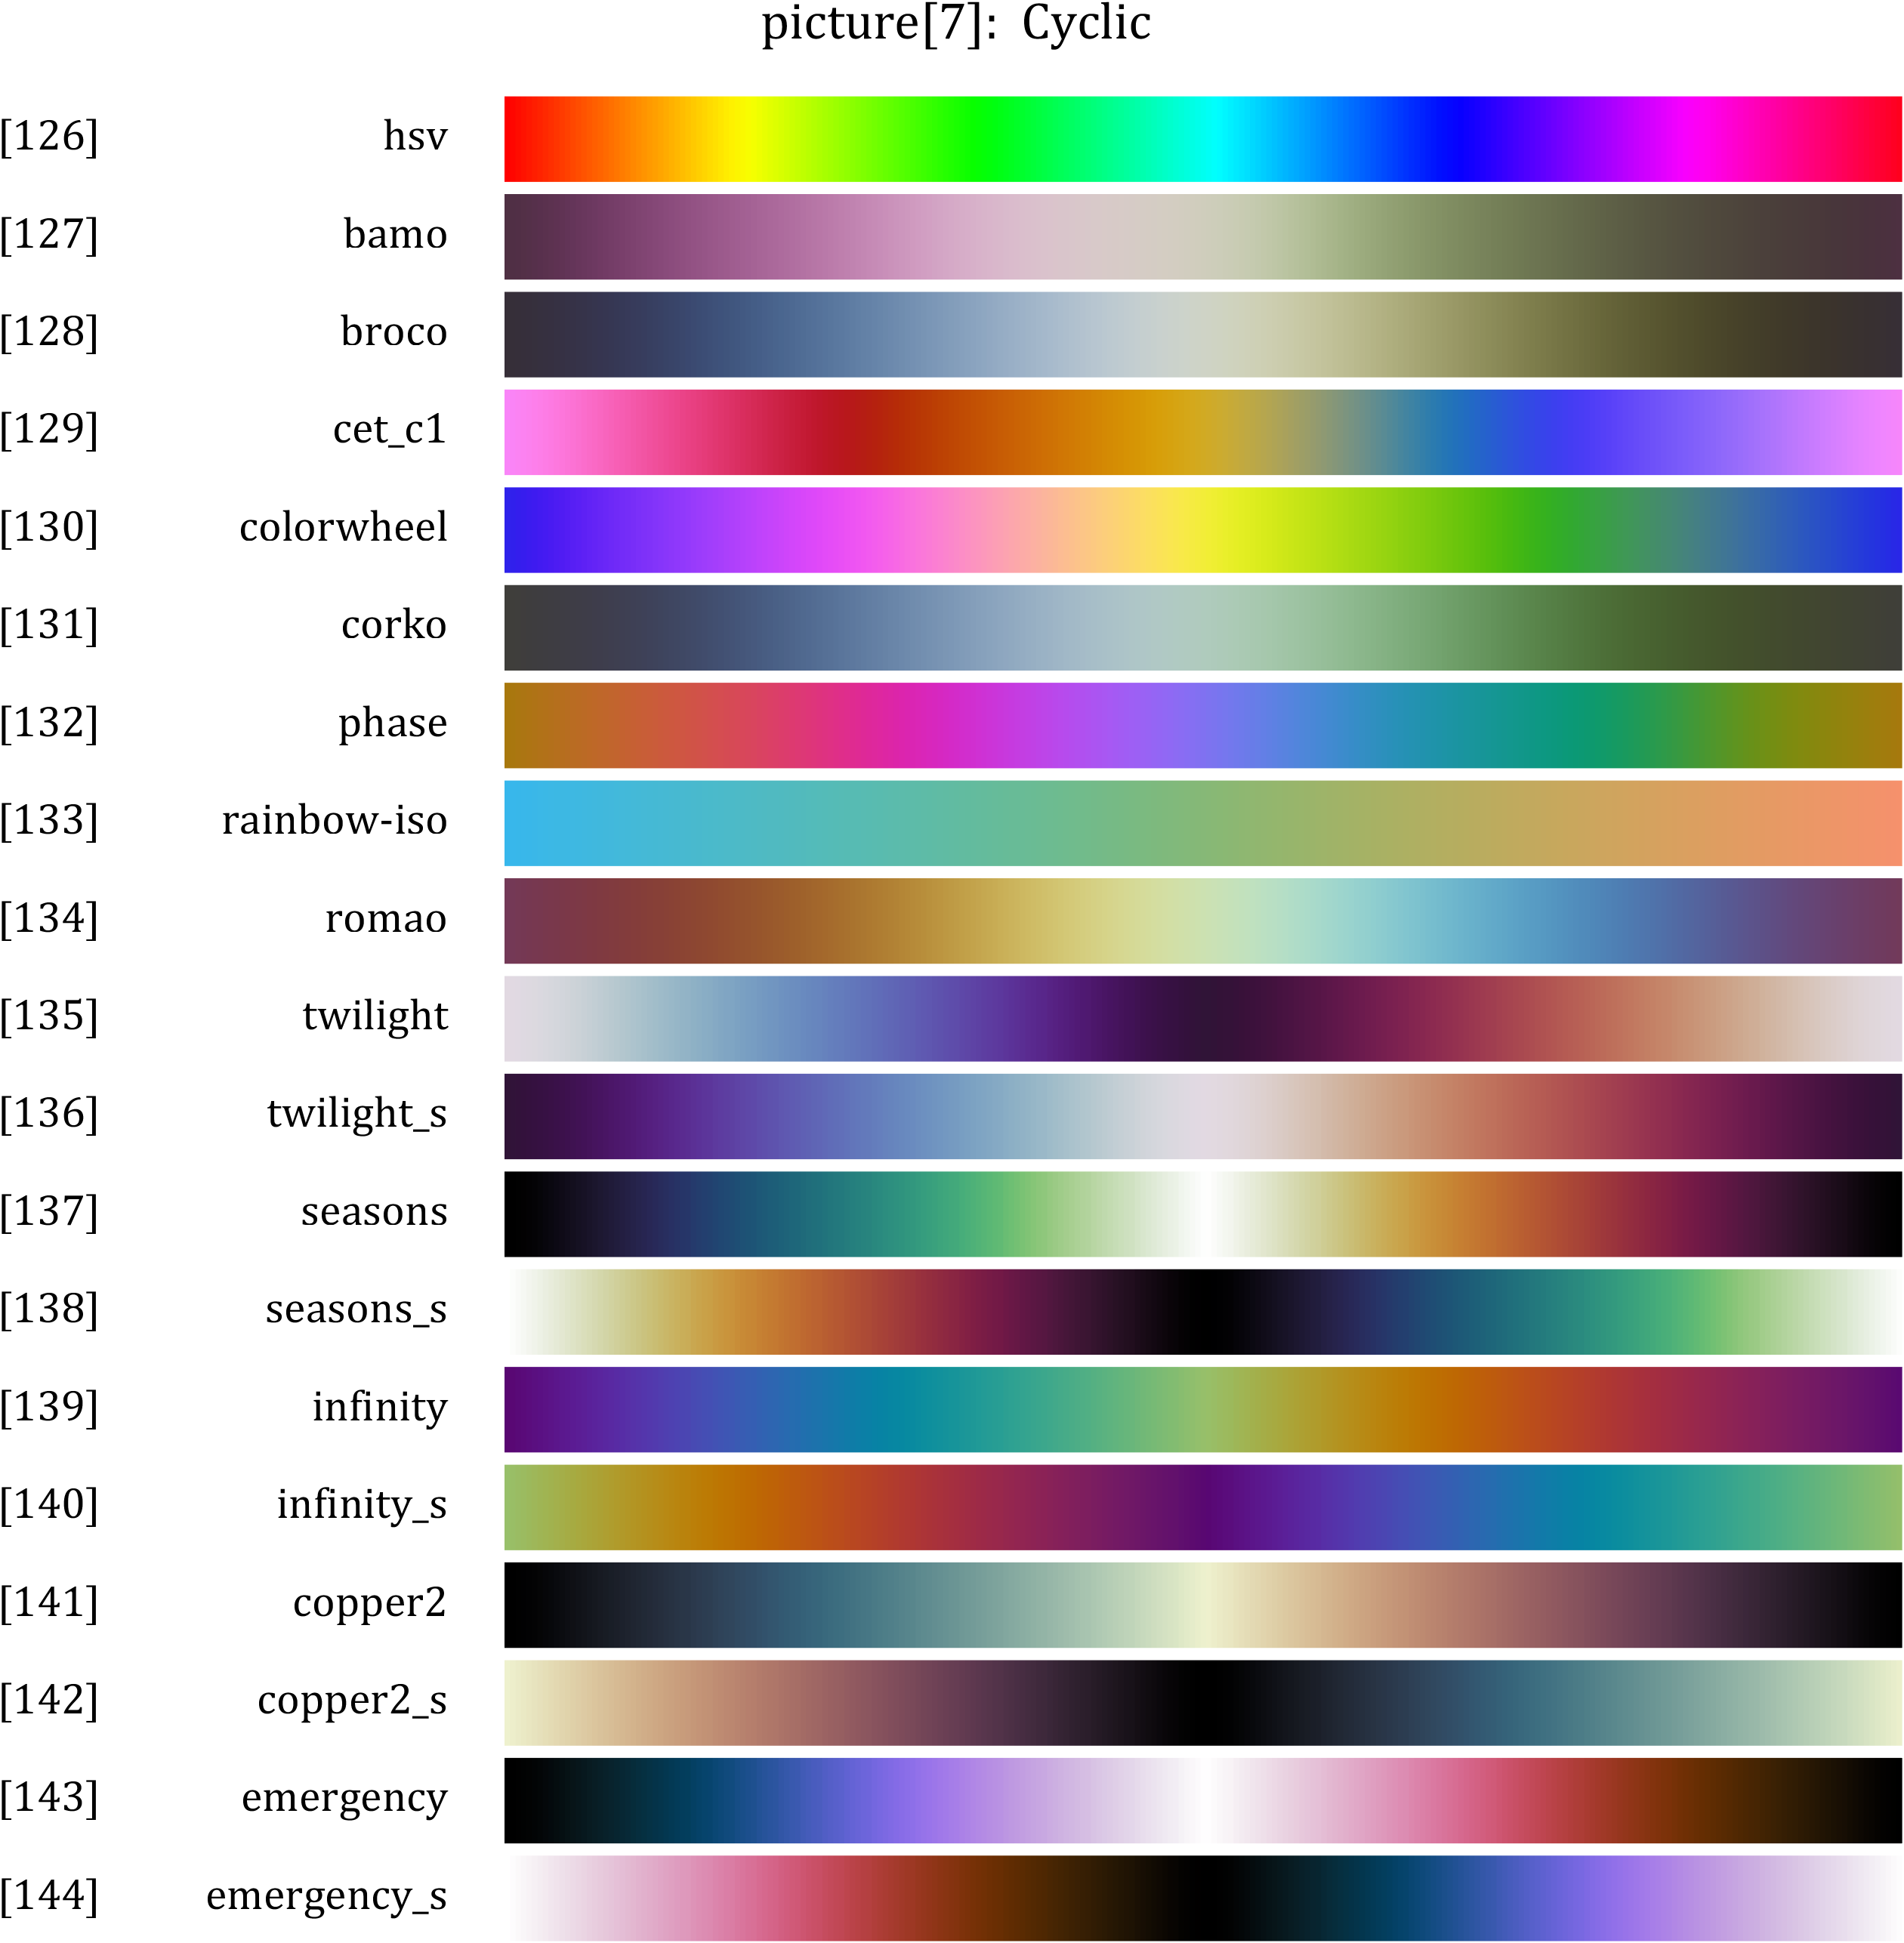 picture[7]: Cyclic
[126] hsv
[127] bamo
[128] broco
[129] cet_c1
[130] colorwheel
[131] corko
[132] phase
[133] rainbow-iso
[134] romao
[135] twilight
[136] twilight_s
[137] seasons
[138] seasons_s
[139] infinity
[140] infinity_s
[141] copper2
[142] copper2_s
[143] emergency
[144] emergency_s